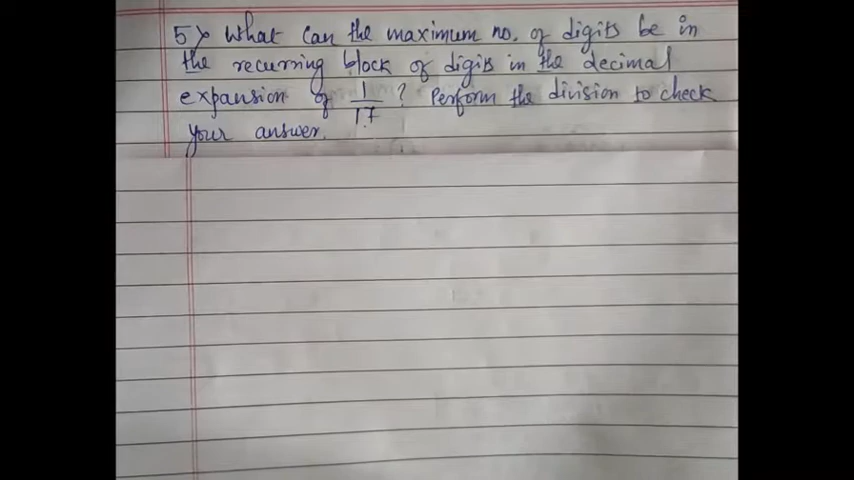 5> What can the maximum no. of digits be in
the recurring block of digits in the decimal
expansion of 1/17 ? Perform the division to check
your answer.